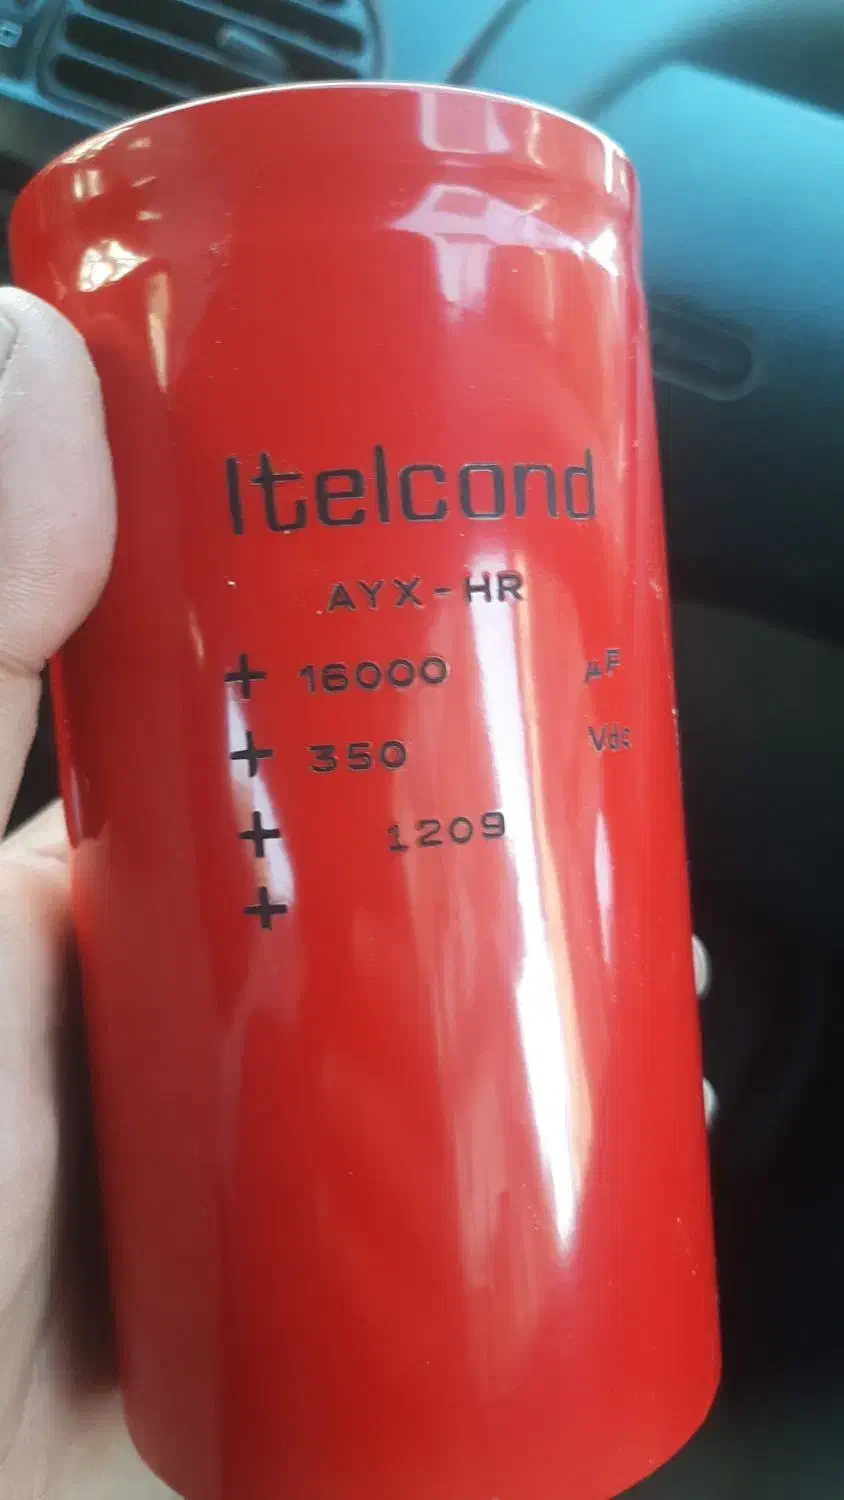 Itelcond
AYX-HR
+ 16000 µF
+ 350 Vdc
+ 1209
+